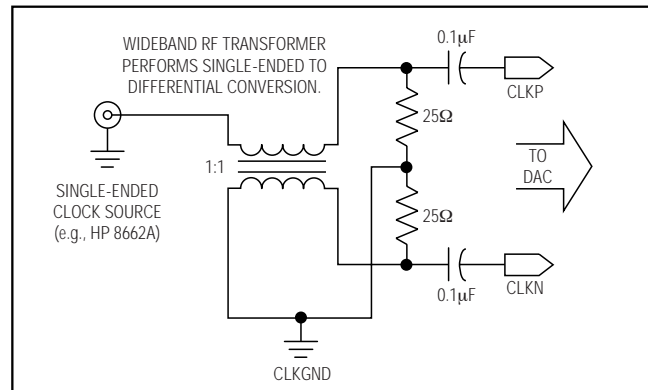 WIDEBAND RF TRANSFORMER
PERFORMS SINGLE-ENDED TO
DIFFERENTIAL CONVERSION.
0.1μF
CLKP
25Ω
1:1
TO
DAC
SINGLE-ENDED
CLOCK SOURCE
(e.g., HP 8662A)
25Ω
0.1μF
CLKN
CLKGND